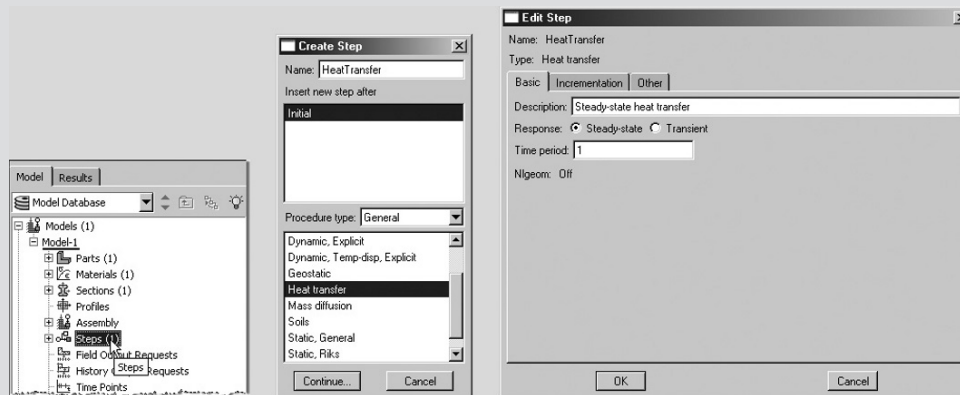 Model Results
Model Database
Models (1)
Model-1
Parts (1)
Materials (1)
Sections (1)
Profiles
Assembly
Steps (1)
Field Output Requests
History Requests
Steps
Time Points
Create Step
Name: HeatTransfer
Insert new step after
Initial
Procedure type: General
Dynamic, Explicit
Dynamic, Temp-disp, Explicit
Geostatic
Heat transfer
Mass diffusion
Soils
Static, General
Static, Riks
Continue... Cancel
Edit Step
Name: HeatTransfer
Type: Heat transfer
Basic Incrementation Other
Description: Steady-state heat transfer
Response: Steady-state Transient
Time period: 1
Nlgeom: Off
OK Cancel